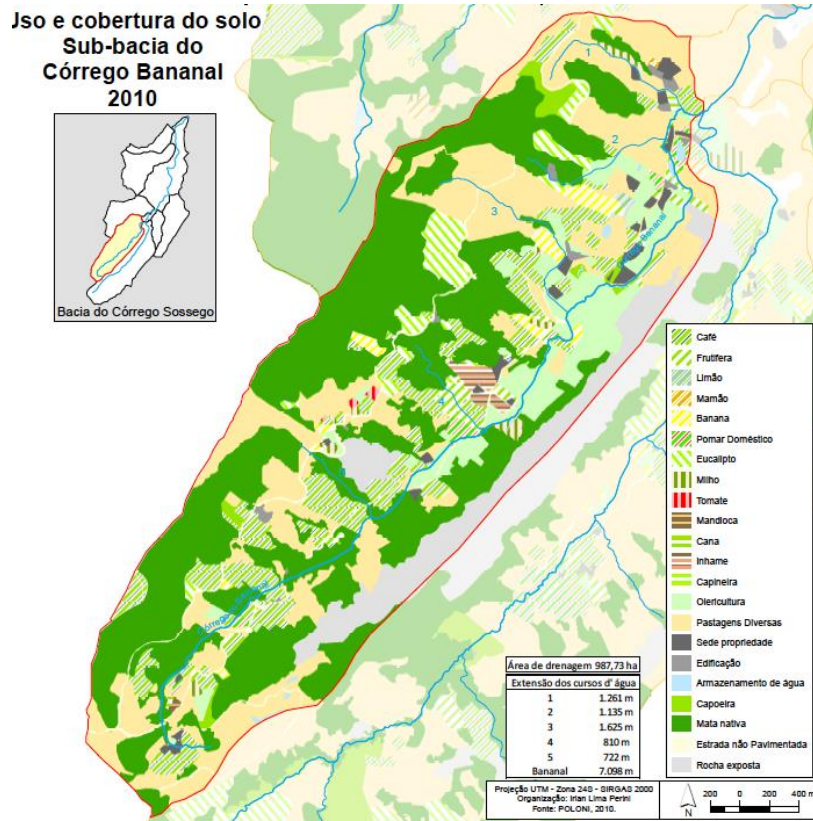 Uso e cobertura do solo
Sub-bacia do
Córrego Bananal
2010
Bacia do Córrego Sossego
1
2
3
4
Córrego Bananal
Café
Frutífera
Limão
Mamão
Banana
Pomar Doméstico
Eucalipto
Milho
Tomate
Mandioca
Cana
Inhame
Capineira
Olericultura
Pastagens Diversas
Sede propriedade
Edificação
Armazenamento de água
Capoeira
Mata nativa
Estrada não Pavimentada
Rocha exposta
Área de drenagem 987,73 ha
Extensão dos cursos d' água
1 1.261 m
2 1.135 m
3 1.625 m
4 810 m
5 722 m
Bananal 7.098 m
Projeção UTM - Zona 24S - SIRGAS 2000
Organização: Irian Lima Perini
Fonte: POLONI, 2010.
N
200 0 200 400 m